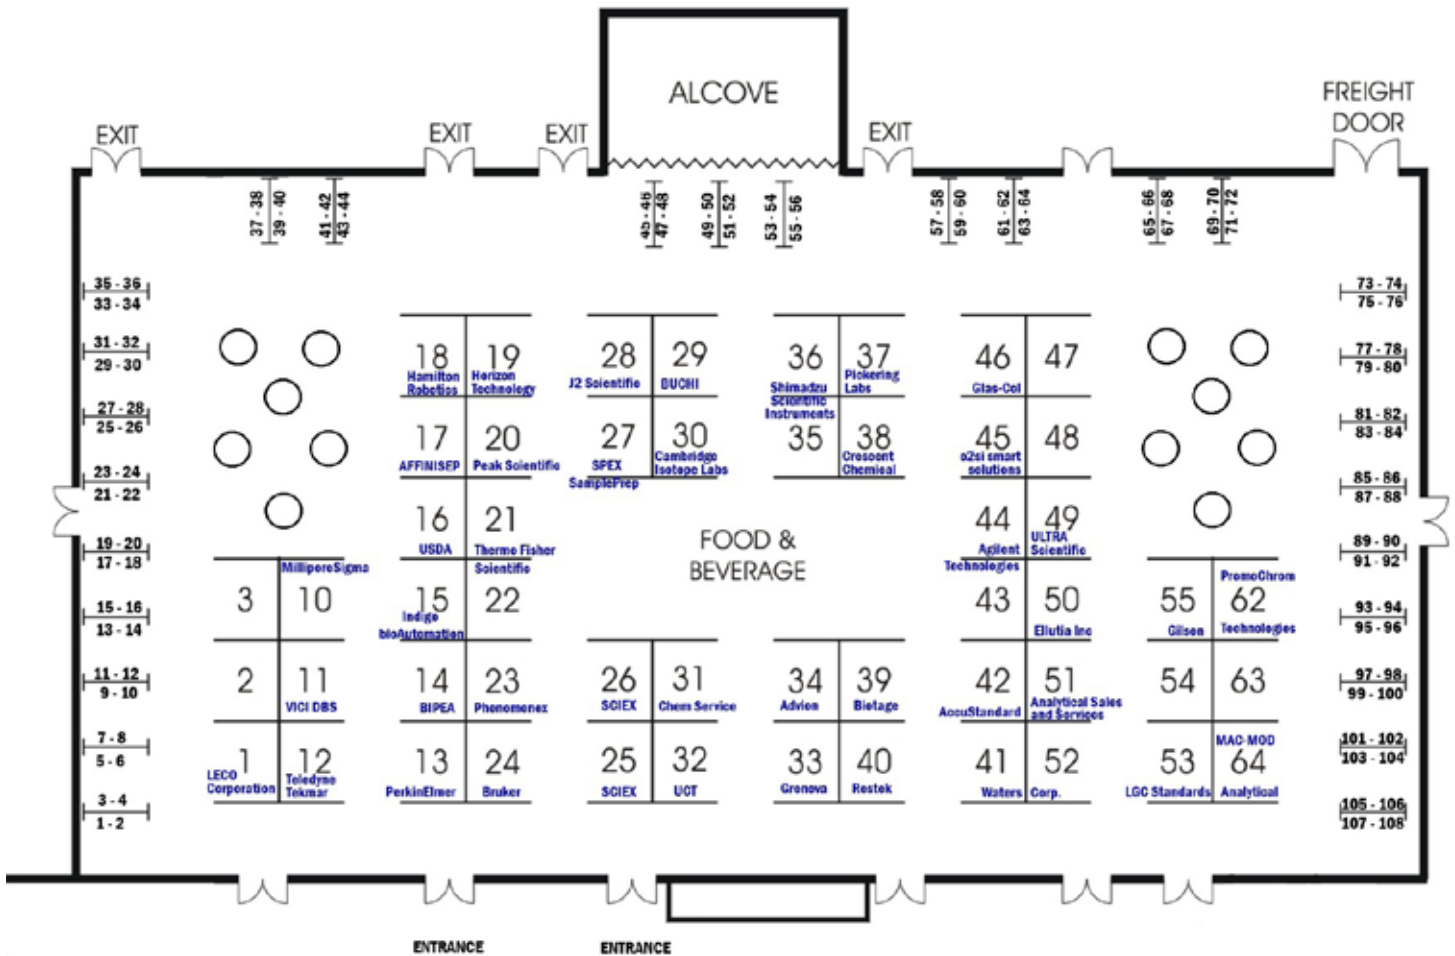 ALCOVE
FREIGHT
DOOR
EXIT
EXIT
EXIT
EXIT
37 - 38
39 - 40
41 - 42
43 - 44
45 - 46
47 - 48
49 - 50
51 - 52
53 - 54
55 - 56
57 - 58
59 - 60
61 - 62
63 - 64
65 - 66
67 - 68
69 - 70
71 - 72
35 - 36
33 - 34
31 - 32
29 - 30
27 - 28
25 - 26
23 - 24
21 - 22
19 - 20
17 - 18
15 - 16
13 - 14
11 - 12
9 - 10
7 - 8
5 - 6
3 - 4
1 - 2
3
10
MilliporeSigma
2
11
VICI DBS
1
LECO
Corporation
12
Teledyne
Tekmar
18
Hamilton
Robotics
19
Horizon
Technology
17
AFFINISEP
20
Peak Scientific
16
USDA
21
Thermo Fisher
Scientific
15
Indigo
bioAutomation
22
14
BIPEA
23
Phenomenex
13
PerkinElmer
24
Bruker
28
J2 Scientific
29
BUCHI
27
SPEX
SamplePrep
30
Cambridge
Isotope Labs
FOOD &
BEVERAGE
26
SCIEX
31
Chem Service
25
SCIEX
32
UCT
36
Shimadzu
Scientific
Instruments
37
Pickering
Labs
35
38
Crescent
Chemical
34
Advion
39
Biotage
33
Grenova
40
Restek
46
Glas-Col
47
45
o2si smart
solutions
48
44
Agilent
Technologies
49
ULTRA
Scientific
43
50
Ellutia Inc
42
AccuStandard
51
Analytical Sales
and Services
41
52
Waters Corp.
55
Gilson
PromoChrom
62
Technologies
54
63
53
LGC Standards
MAC-MOD
64
Analytical
73 - 74
75 - 76
77 - 78
79 - 80
81 - 82
83 - 84
85 - 86
87 - 88
89 - 90
91 - 92
93 - 94
95 - 96
97 - 98
99 - 100
101 - 102
103 - 104
105 - 106
107 - 108
ENTRANCE
ENTRANCE